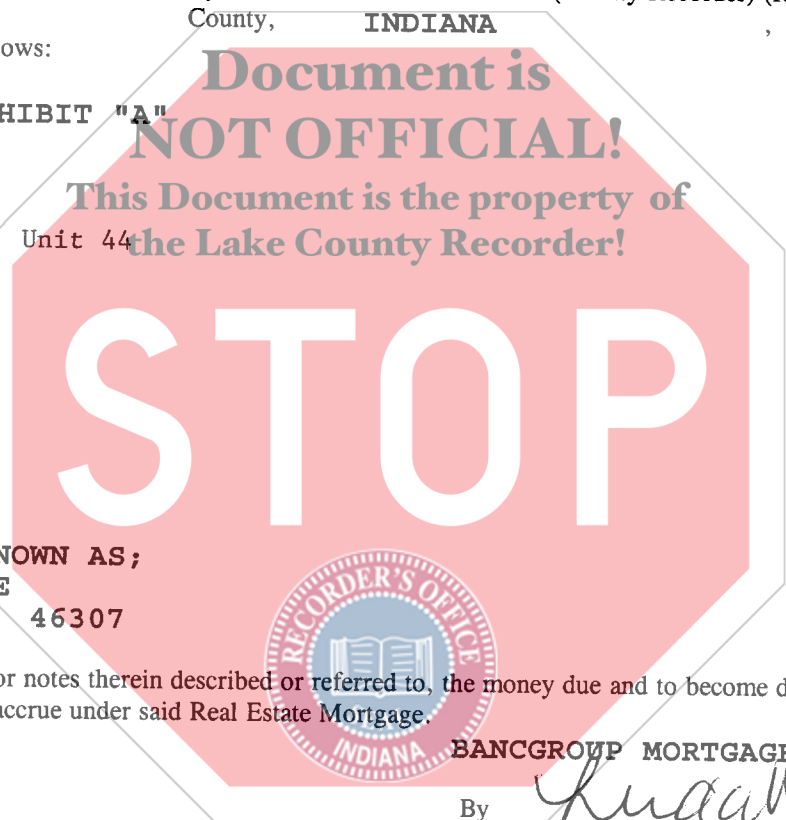 County, INDIANA ,
ows:
Document is
HIBIT "A"
NOT OFFICIAL!
This Document is the property of
Unit 44
the Lake County Recorder!
STOP
NOWN AS;
E
46307
RECORDER'S OFFICE
or notes therein described or referred to, the money due and to become d
accrue under said Real Estate Mortgage.
INDIANA
BANCGROUP MORTGAGE
By